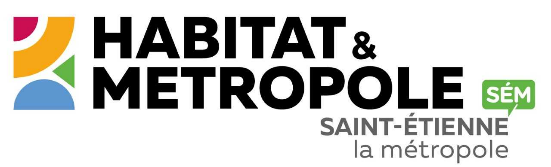 HABITAT &
METROPOLE
SÉM
SAINT-ÉTIENNE
la métropole